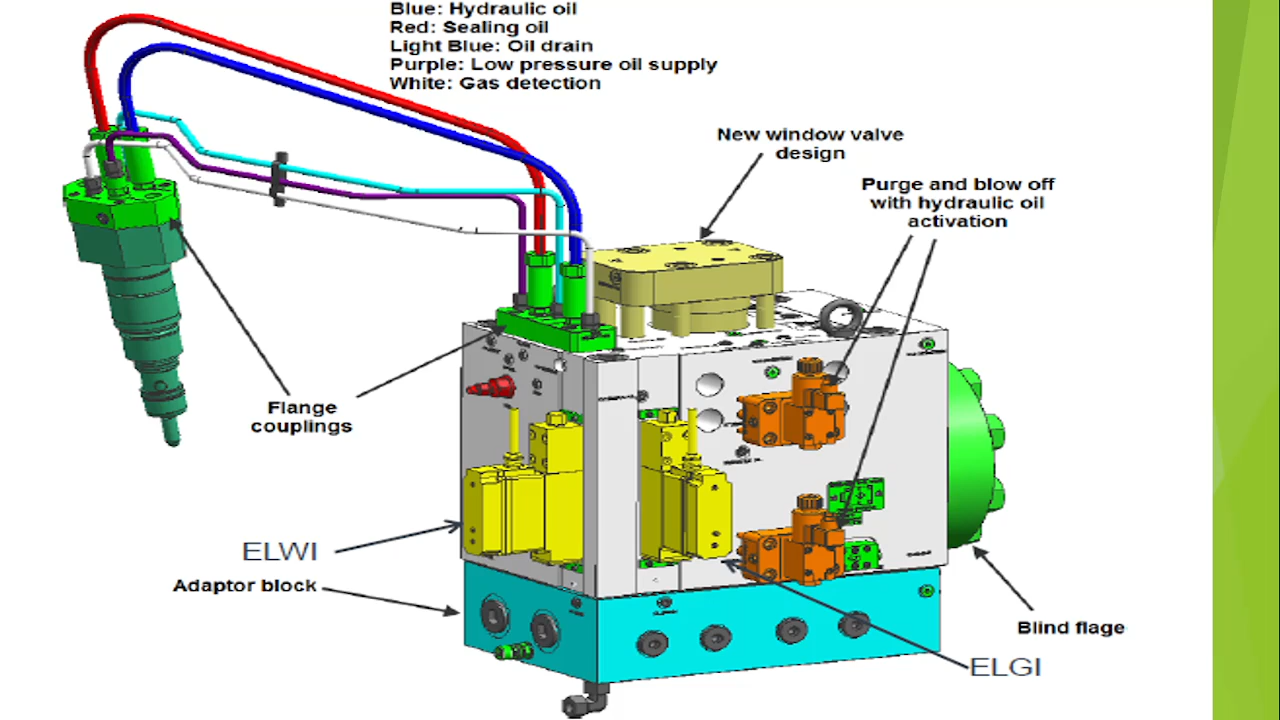 Blue: Hydraulic oil
Red: Sealing oil
Light Blue: Oil drain
Purple: Low pressure oil supply
White: Gas detection
New window valve
design
Purge and blow off
with hydraulic oil
activation
Flange
couplings
ELWI
Adaptor block
Blind flage
ELGI